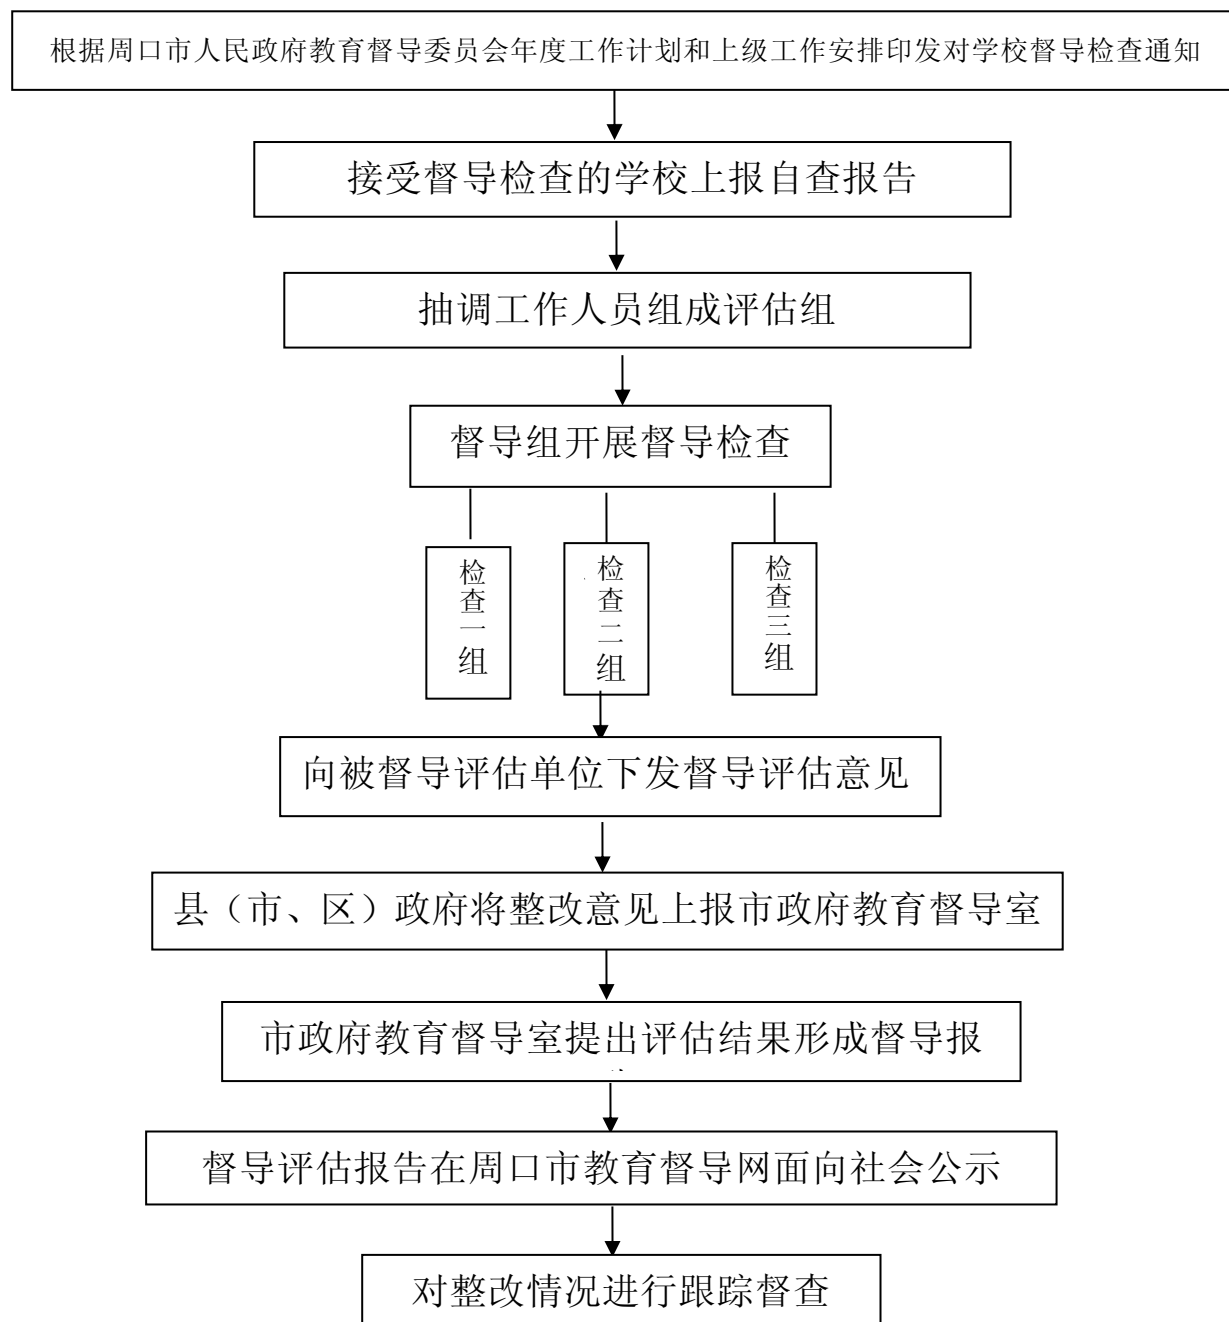 根据周口市人民政府教育督导委员会年度工作计划和上级工作安排印发对学校督导检查通知
接受督导检查的学校上报自查报告
抽调工作人员组成评估组
督导组开展督导检查
检查一组
检查二组
检查三组
向被督导评估单位下发督导评估意见
县（市、区）政府将整改意见上报市政府教育督导室
市政府教育督导室提出评估结果形成督导报
督导评估报告在周口市教育督导网面向社会公示
对整改情况进行跟踪督查